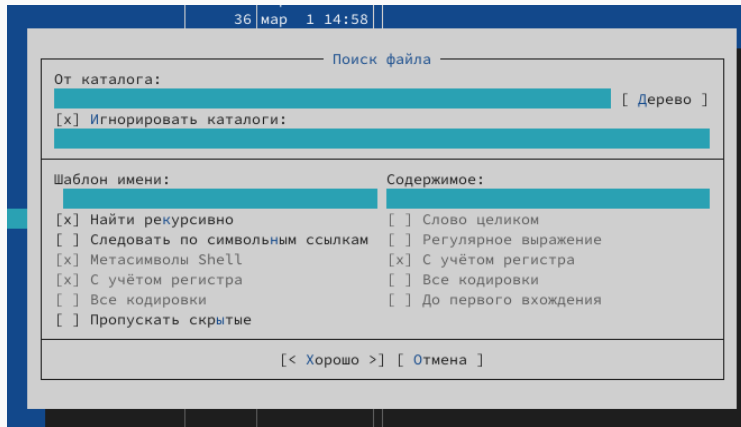 36 мар 1 14:58
Поиск файла
От каталога:
[ Дерево ]
[x] Игнорировать каталоги:
Шаблон имени:
[x] Найти рекурсивно
[ ] Следовать по символьным ссылкам
[x] Метасимволы Shell
[x] С учётом регистра
[ ] Все кодировки
[ ] Пропускать скрытые
Содержимое:
[ ] Слово целиком
[ ] Регулярное выражение
[x] С учётом регистра
[ ] Все кодировки
[ ] До первого вхождения
[< Хорошо >] [ Отмена ]